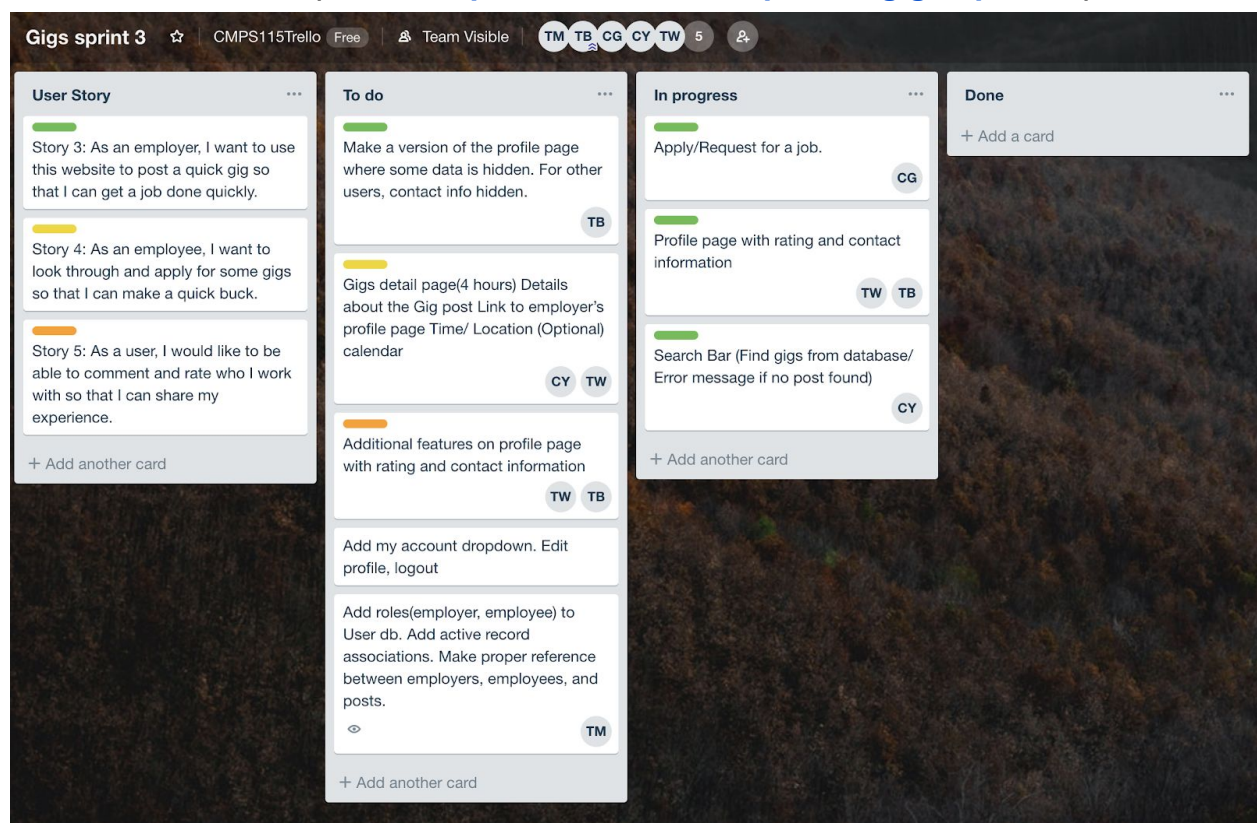 Gigs sprint 3 CMPS115Trello Free Team Visible TM TB CG CY TW 5
User Story
Story 3: As an employer, I want to use
this website to post a quick gig so
that I can get a job done quickly.
Story 4: As an employee, I want to
look through and apply for some gigs
so that I can make a quick buck.
Story 5: As a user, I would like to be
able to comment and rate who I work
with so that I can share my
experience.
+ Add another card
To do
Make a version of the profile page
where some data is hidden. For other
users, contact info hidden.
TB
Gigs detail page(4 hours) Details
about the Gig post Link to employer’s
profile page Time/ Location (Optional)
calendar
CY TW
Additional features on profile page
with rating and contact information
TW TB
Add my account dropdown. Edit
profile, logout
Add roles(employer, employee) to
User db. Add active record
associations. Make proper reference
between employers, employees, and
posts.
TM
+ Add another card
In progress
Apply/Request for a job.
CG
Profile page with rating and contact
information
TW TB
Search Bar (Find gigs from database/
Error message if no post found)
CY
+ Add another card
Done
+ Add a card